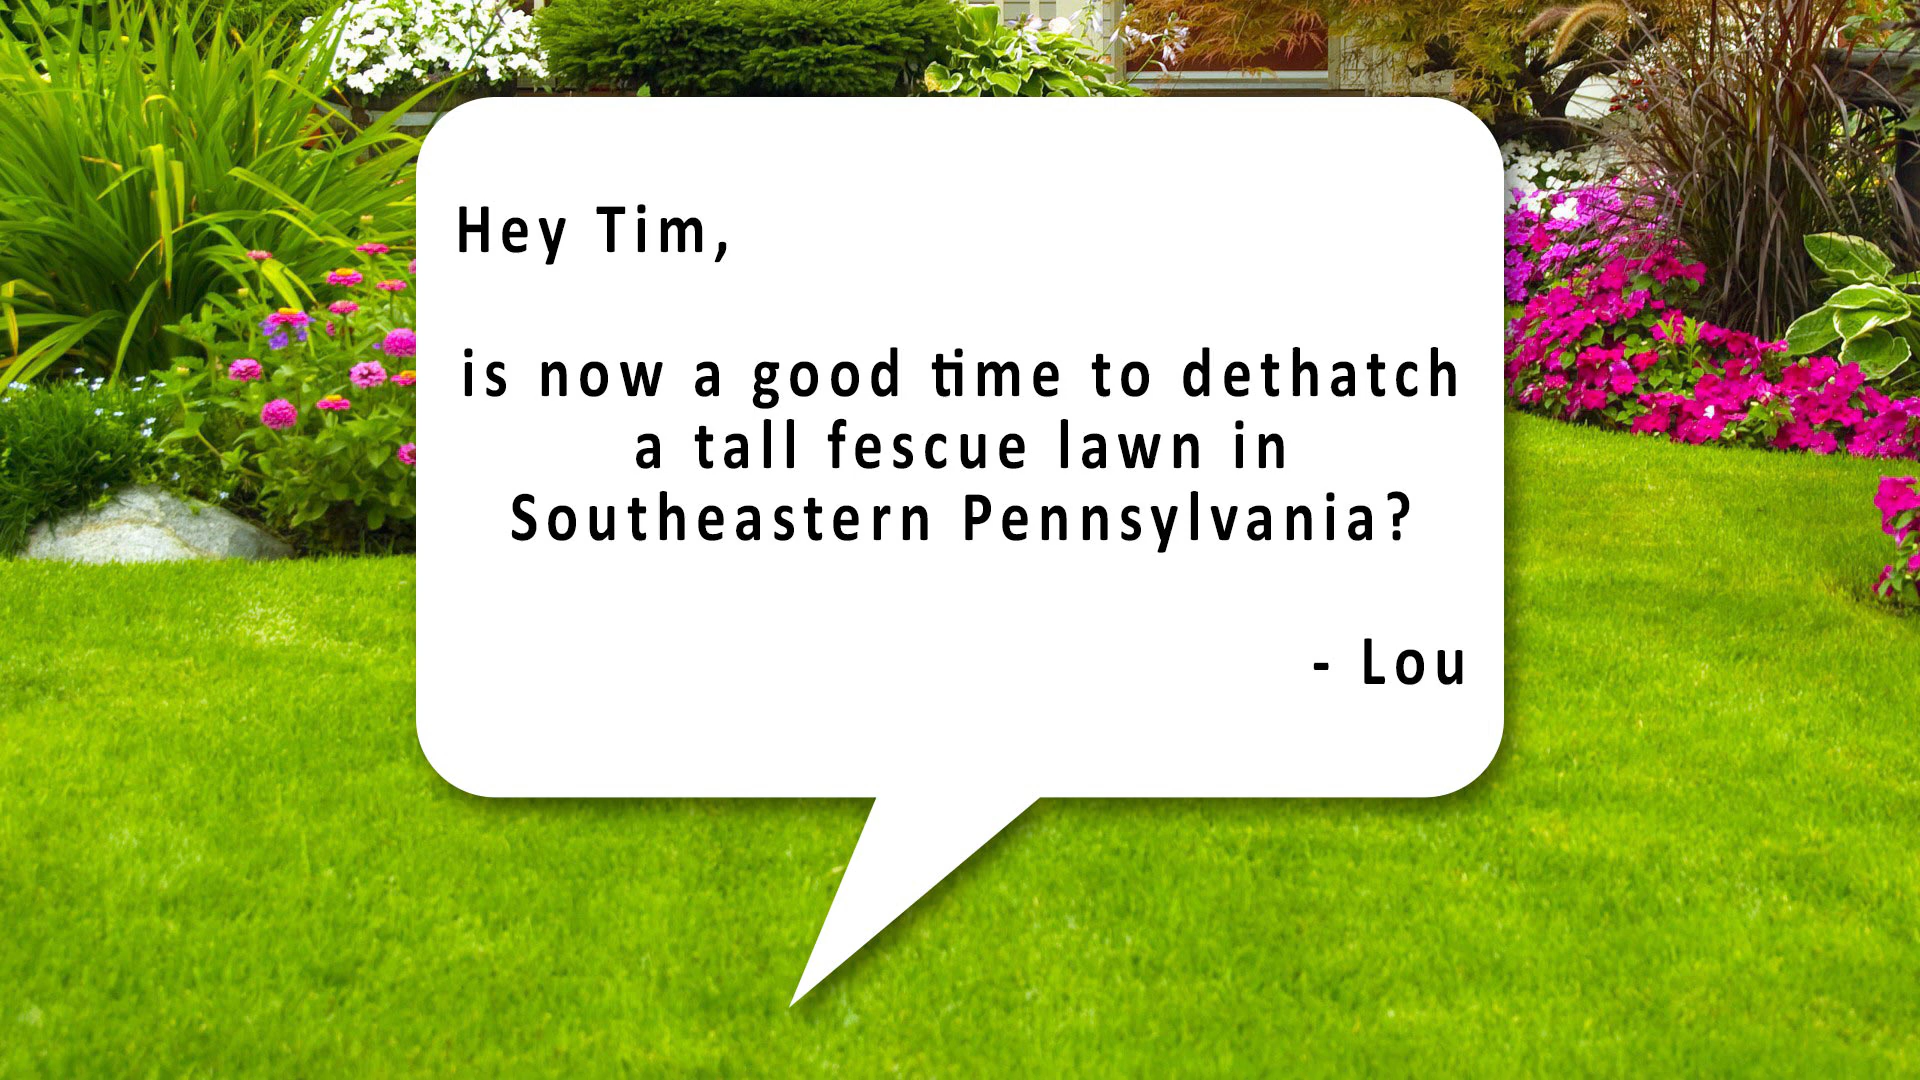 Hey Tim,
is now a good time to dethatch
a tall fescue lawn in
Southeastern Pennsylvania?
- Lou